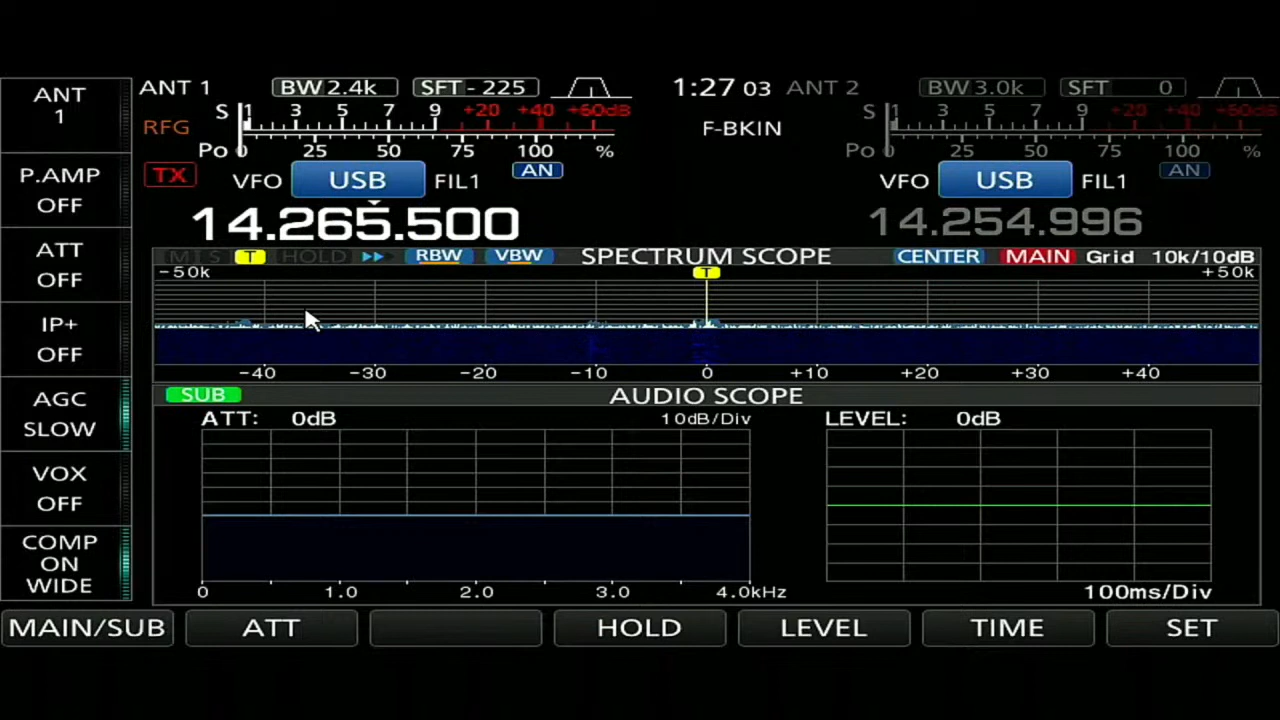 ANT
1
P.AMP
OFF
ATT
OFF
IP+
OFF
AGC
SLOW
VOX
OFF
COMP
ON
WIDE
ANT 1 BW 2.4k SFT - 225 1:27 03 ANT 2 BW 3.0k SFT 0
S 1 3 5 7 9 +20 +40 +60dB S 1 3 5 7 9 +20 +40 +60dB
RFG F-BKIN
Po 0 25 50 75 100 % Po 0 25 50 75 100 %
TX VFO USB FIL1 AN VFO USB FIL1 AN
14.265.500 14.254.996
MIS T HOLD RBW VBW SPECTRUM SCOPE CENTER MAIN Grid 10k/10dB
-50k T +50k
-40 -30 -20 -10 0 +10 +20 +30 +40
SUB AUDIO SCOPE
ATT: 0dB 10dB/Div LEVEL: 0dB
0 1.0 2.0 3.0 4.0kHz 100ms/Div
MAIN/SUB ATT HOLD LEVEL TIME SET